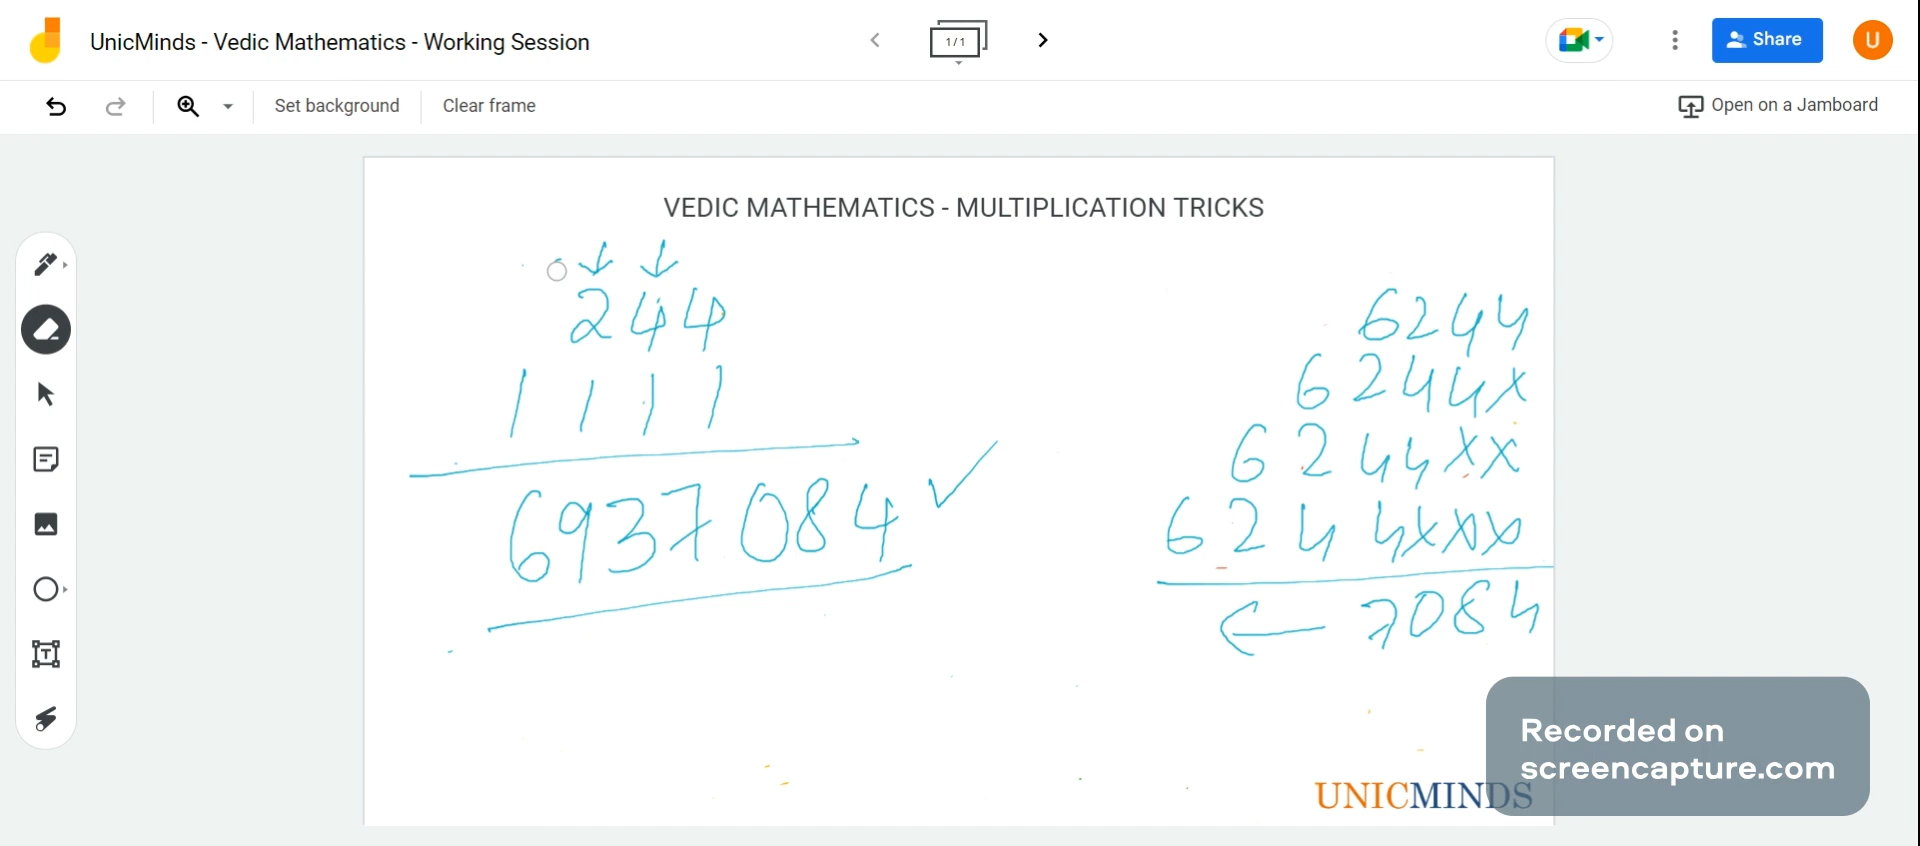 UnicMinds - Vedic Mathematics - Working Session
1 / 1
Share
U
Set background
Clear frame
Open on a Jamboard
VEDIC MATHEMATICS - MULTIPLICATION TRICKS
244
1111
6937084
6244
6244x
6244xx
6244xxx
7084
T
Recorded on
screencapture.com
UNICMINDS